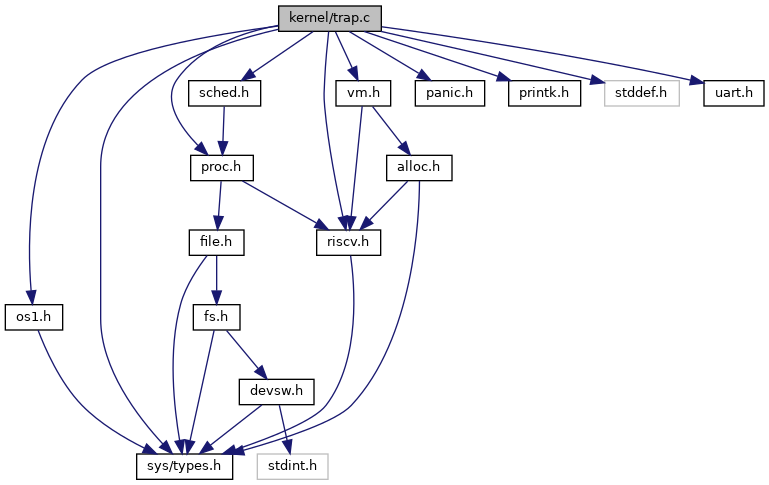 kernel/trap.c
sched.h
vm.h
panic.h
printk.h
stddef.h
uart.h
proc.h
alloc.h
file.h
riscv.h
os1.h
fs.h
devsw.h
sys/types.h
stdint.h